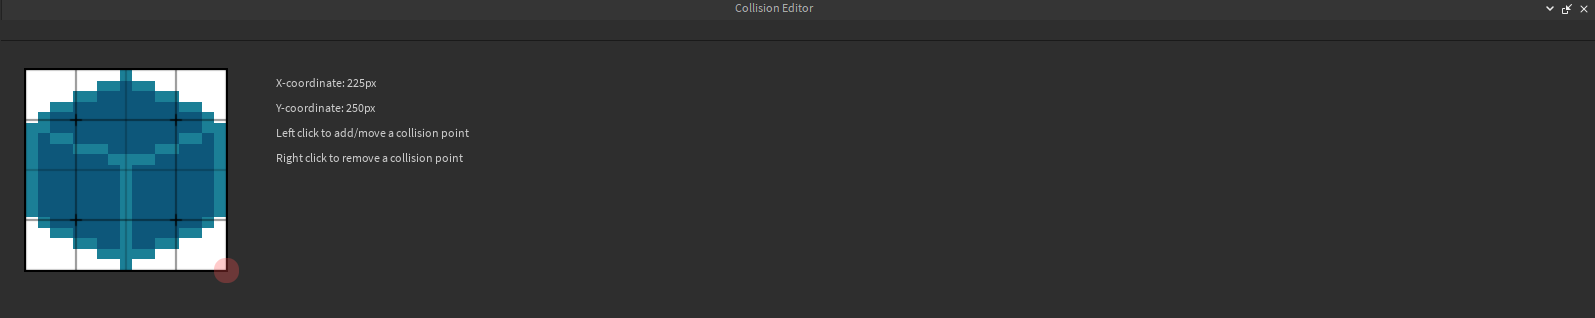 Collision Editor
X-coordinate: 225px
Y-coordinate: 250px
Left click to add/move a collision point
Right click to remove a collision point